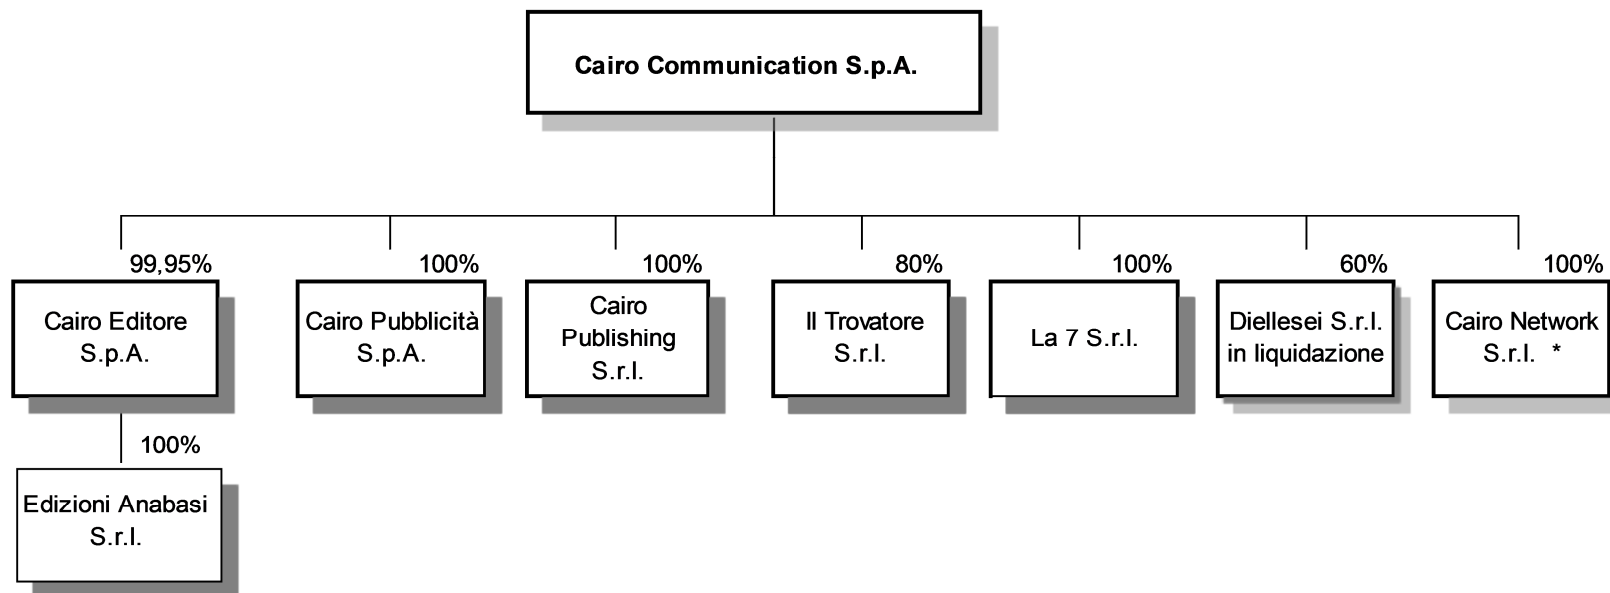 Cairo Communication S.p.A.
99,95%
100%
100%
80%
100%
60%
100%
Cairo Editore
S.p.A.
Cairo Pubblicità
S.p.A.
Cairo
Publishing
S.r.l.
Il Trovatore
S.r.l.
La 7 S.r.l.
Diellesei S.r.l.
in liquidazione
Cairo Network
S.r.l. *
100%
Edizioni Anabasi
S.r.l.